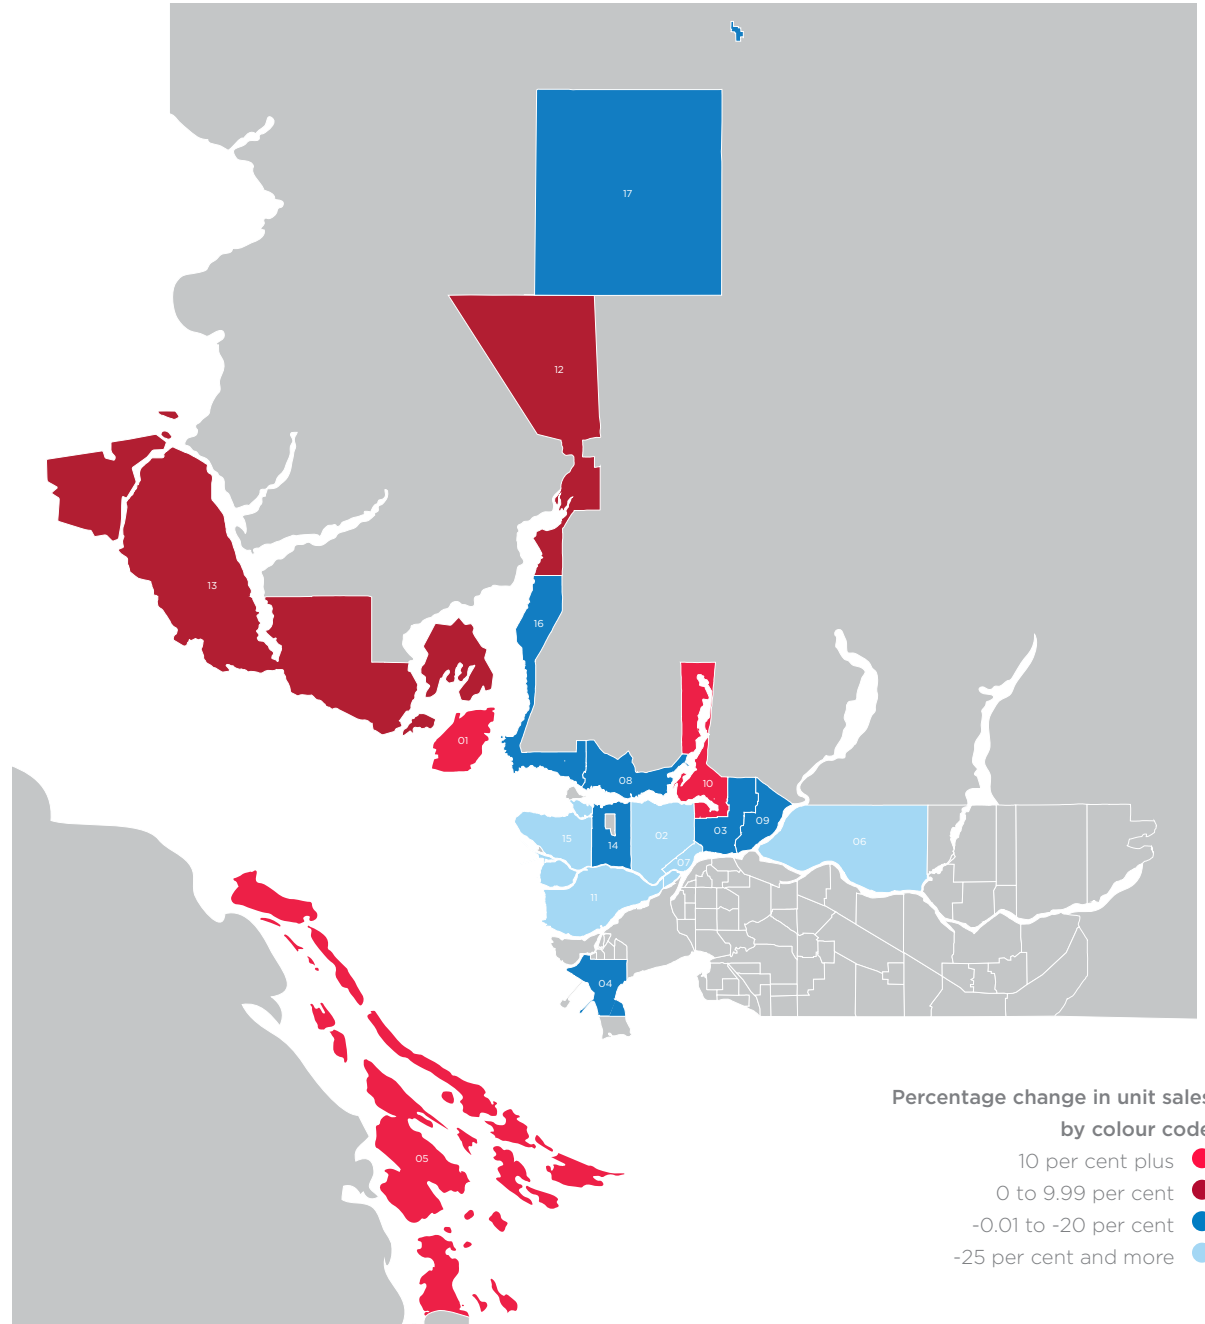 17
12
13
16
01
08
10
09
03
02
15
14
06
07
11
04
05
Percentage change in unit sales
by colour code
10 per cent plus
0 to 9.99 per cent
-0.01 to -20 per cent
-25 per cent and more